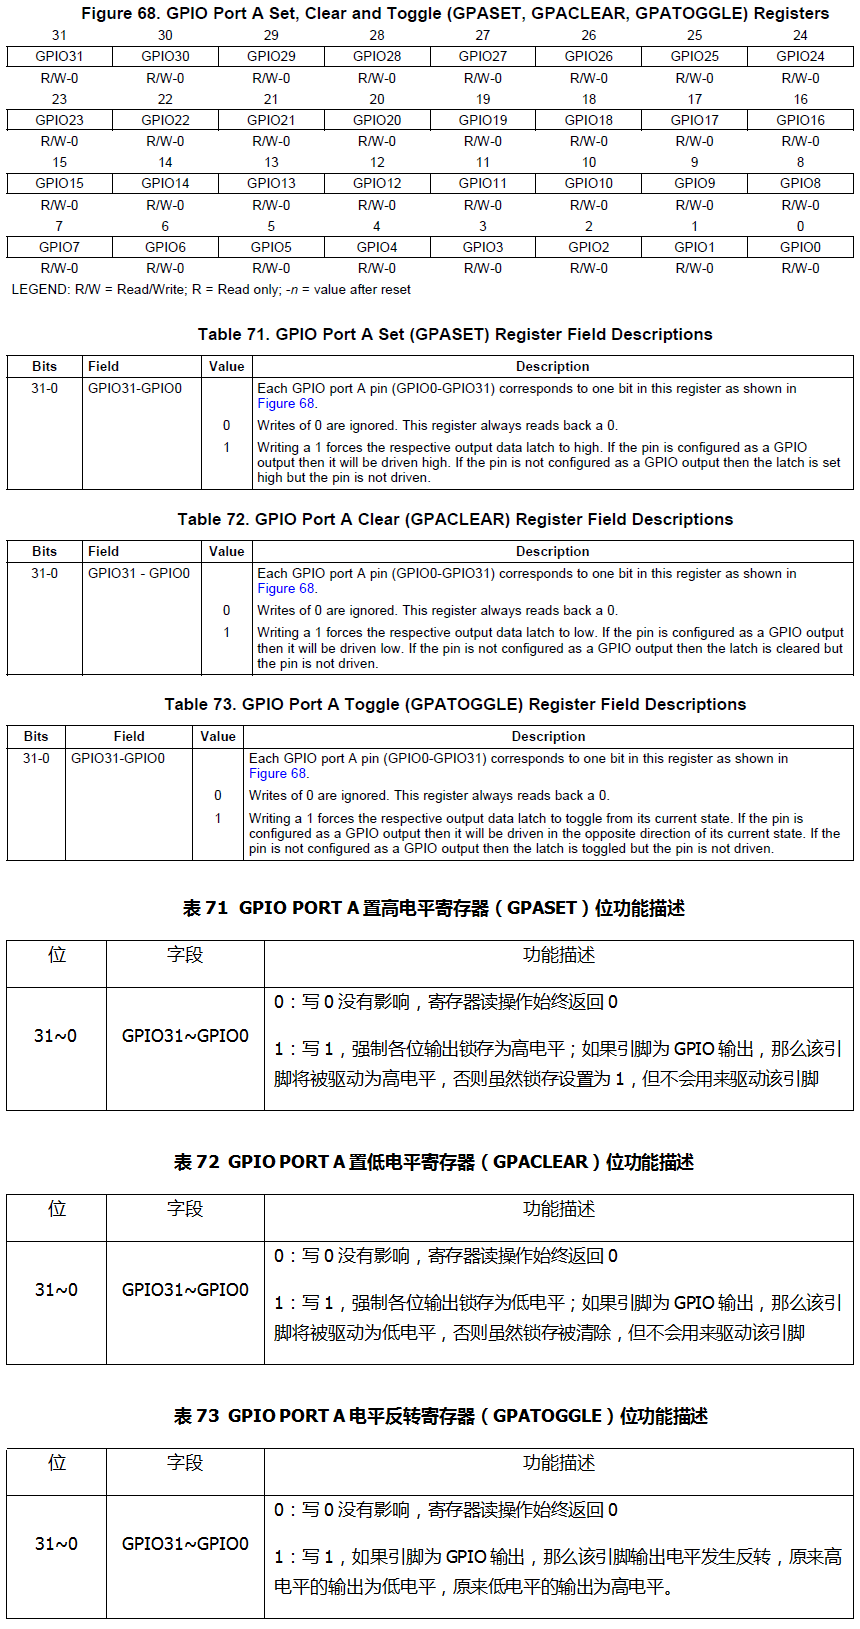 Figure 68. GPIO Port A Set, Clear and Toggle (GPASET, GPACLEAR, GPATOGGLE) Registers
31 30 29 28 27 26 25 24
GPIO31 GPIO30 GPIO29 GPIO28 GPIO27 GPIO26 GPIO25 GPIO24
R/W-0 R/W-0 R/W-0 R/W-0 R/W-0 R/W-0 R/W-0 R/W-0
23 22 21 20 19 18 17 16
GPIO23 GPIO22 GPIO21 GPIO20 GPIO19 GPIO18 GPIO17 GPIO16
R/W-0 R/W-0 R/W-0 R/W-0 R/W-0 R/W-0 R/W-0 R/W-0
15 14 13 12 11 10 9 8
GPIO15 GPIO14 GPIO13 GPIO12 GPIO11 GPIO10 GPIO9 GPIO8
R/W-0 R/W-0 R/W-0 R/W-0 R/W-0 R/W-0 R/W-0 R/W-0
7 6 5 4 3 2 1 0
GPIO7 GPIO6 GPIO5 GPIO4 GPIO3 GPIO2 GPIO1 GPIO0
R/W-0 R/W-0 R/W-0 R/W-0 R/W-0 R/W-0 R/W-0 R/W-0
LEGEND: R/W = Read/Write; R = Read only; -n = value after reset
Table 71. GPIO Port A Set (GPASET) Register Field Descriptions
Bits Field Value Description
31-0 GPIO31-GPIO0 Each GPIO port A pin (GPIO0-GPIO31) corresponds to one bit in this register as shown in
Figure 68.
0 Writes of 0 are ignored. This register always reads back a 0.
1 Writing a 1 forces the respective output data latch to high. If the pin is configured as a GPIO
output then it will be driven high. If the pin is not configured as a GPIO output then the latch is set
high but the pin is not driven.
Table 72. GPIO Port A Clear (GPACLEAR) Register Field Descriptions
Bits Field Value Description
31-0 GPIO31 - GPIO0 Each GPIO port A pin (GPIO0-GPIO31) corresponds to one bit in this register as shown in
Figure 68.
0 Writes of 0 are ignored. This register always reads back a 0.
1 Writing a 1 forces the respective output data latch to low. If the pin is configured as a GPIO output
then it will be driven low. If the pin is not configured as a GPIO output then the latch is cleared but
the pin is not driven.
Table 73. GPIO Port A Toggle (GPATOGGLE) Register Field Descriptions
Bits Field Value Description
31-0 GPIO31-GPIO0 Each GPIO port A pin (GPIO0-GPIO31) corresponds to one bit in this register as shown in
Figure 68.
0 Writes of 0 are ignored. This register always reads back a 0.
1 Writing a 1 forces the respective output data latch to toggle from its current state. If the pin is
configured as a GPIO output then it will be driven in the opposite direction of its current state. If the
pin is not configured as a GPIO output then the latch is toggled but the pin is not driven.
表 71 GPIO PORT A 置高电平寄存器（GPASET）位功能描述
位 字段 功能描述
0：写 0 没有影响，寄存器读操作始终返回 0
31~0 GPIO31~GPIO0
1：写 1，强制各位输出锁存为高电平；如果引脚为 GPIO 输出，那么该引
脚将被驱动为高电平，否则虽然锁存设置为 1，但不会用来驱动该引脚
表 72 GPIO PORT A 置低电平寄存器（GPACLEAR）位功能描述
位 字段 功能描述
0：写 0 没有影响，寄存器读操作始终返回 0
31~0 GPIO31~GPIO0
1：写 1，强制各位输出锁存为低电平；如果引脚为 GPIO 输出，那么该引
脚将被驱动为低电平，否则虽然锁存被清除，但不会用来驱动该引脚
表 73 GPIO PORT A 电平反转寄存器（GPATOGGLE）位功能描述
位 字段 功能描述
0：写 0 没有影响，寄存器读操作始终返回 0
31~0 GPIO31~GPIO0
1：写 1，如果引脚为 GPIO 输出，那么该引脚输出电平发生反转，原来高
电平的输出为低电平，原来低电平的输出为高电平。